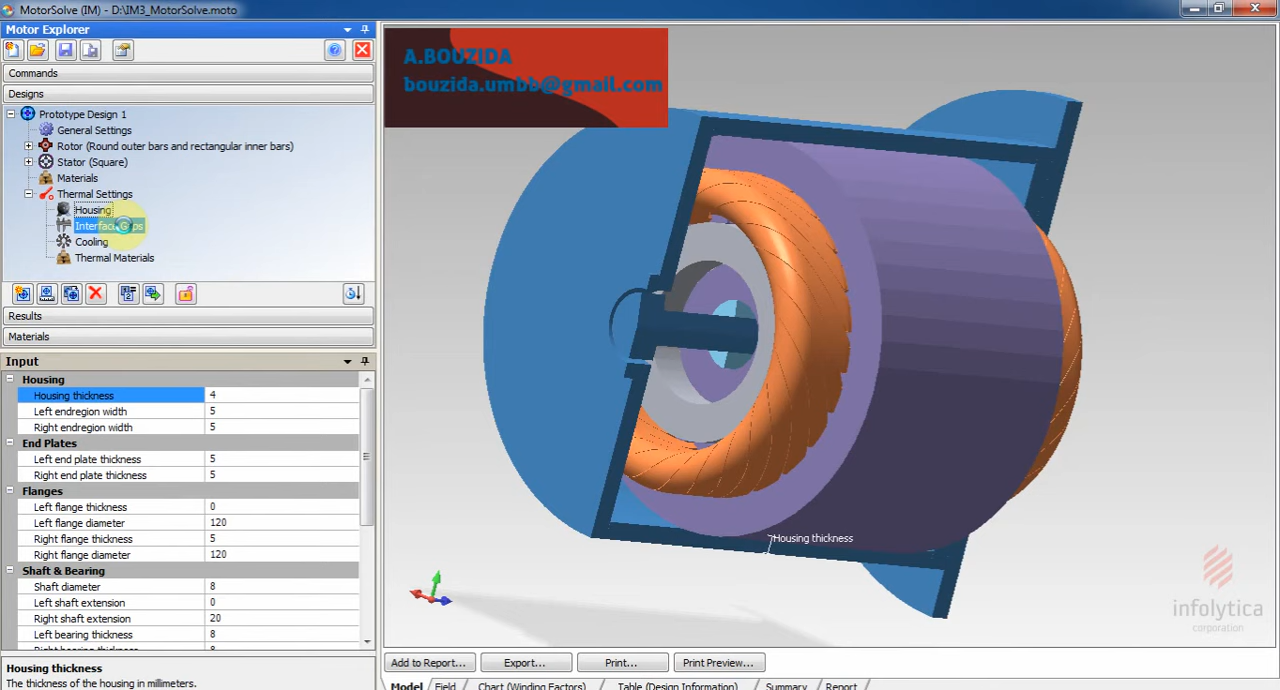 MotorSolve (IM) - D:\IM3_MotorSolve.moto
Motor Explorer
Commands
Designs
Prototype Design 1
General Settings
Rotor (Round outer bars and rectangular inner bars)
Stator (Square)
Materials
Thermal Settings
Housing
Interface Gaps
Cooling
Thermal Materials
Results
Materials
Input
Housing
Housing thickness 4
Left endregion width 5
Right endregion width 5
End Plates
Left end plate thickness 5
Right end plate thickness 5
Flanges
Left flange thickness 0
Left flange diameter 120
Right flange thickness 5
Right flange diameter 120
Shaft & Bearing
Shaft diameter 8
Left shaft extension 0
Right shaft extension 20
Left bearing thickness 8
Right bearing thickness 8
Housing thickness
The thickness of the housing in millimeters.
A.BOUZIDA
bouzida.umbb@gmail.com
Housing thickness
infolytica
corporation
Add to Report... Export... Print... Print Preview...
Model Field Chart (Winding Factors) Table (Design Information) Summary Report